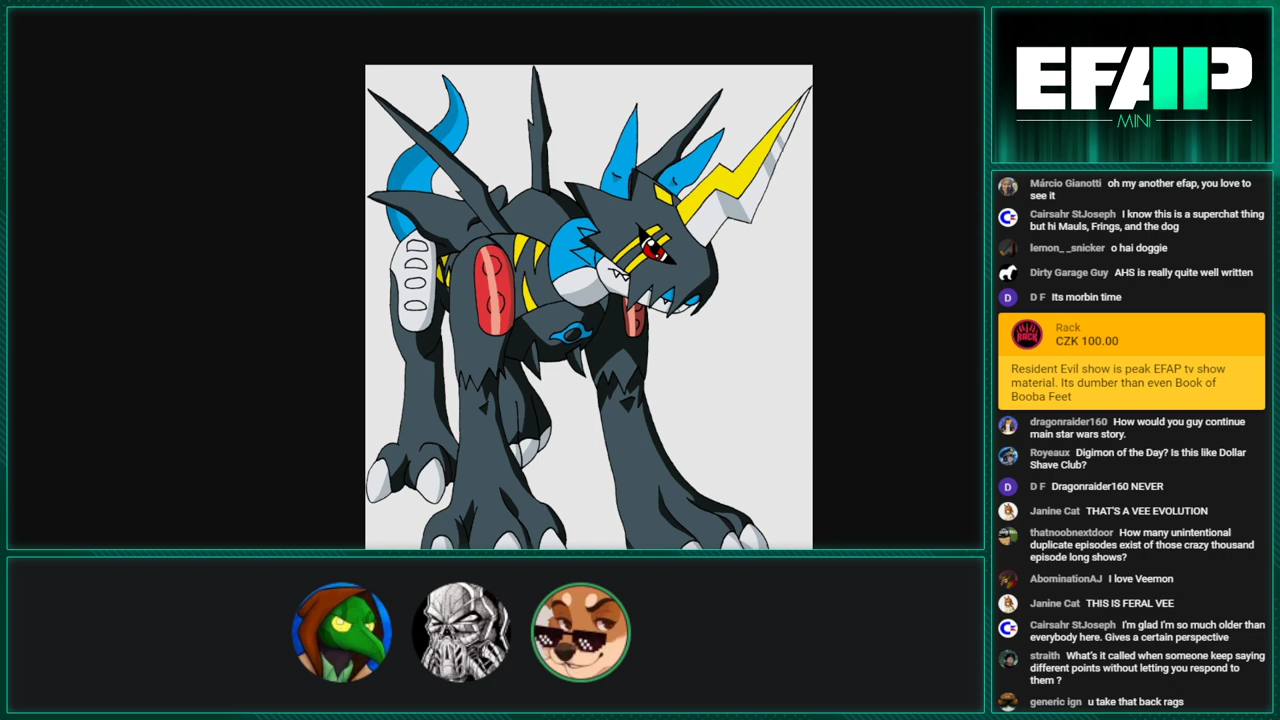 EFAP
MINI
Márcio Gianotti oh my another efap, you love to
see it
Cairsahr StJoseph I know this is a superchat thing
but hi Mauls, Frings, and the dog
lemon_ _snicker o hai doggie
Dirty Garage Guy AHS is really quite well written
D F Its morbin time
Rack
CZK 100.00
Resident Evil show is peak EFAP tv show
material. Its dumber than even Book of
Booba Feet
dragonraider160 How would you guy continue
main star wars story.
Royeaux Digimon of the Day? Is this like Dollar
Shave Club?
D F Dragonraider160 NEVER
Janine Cat THAT'S A VEE EVOLUTION
thatnoobnextdoor How many unintentional
duplicate episodes exist of those crazy thousand
episode long shows?
AbominationAJ I love Veemon
Janine Cat THIS IS FERAL VEE
Cairsahr StJoseph I'm glad I'm so much older than
everybody here. Gives a certain perspective
straith What's it called when someone keep saying
different points without letting you respond to
them ?
generic ign u take that back rags